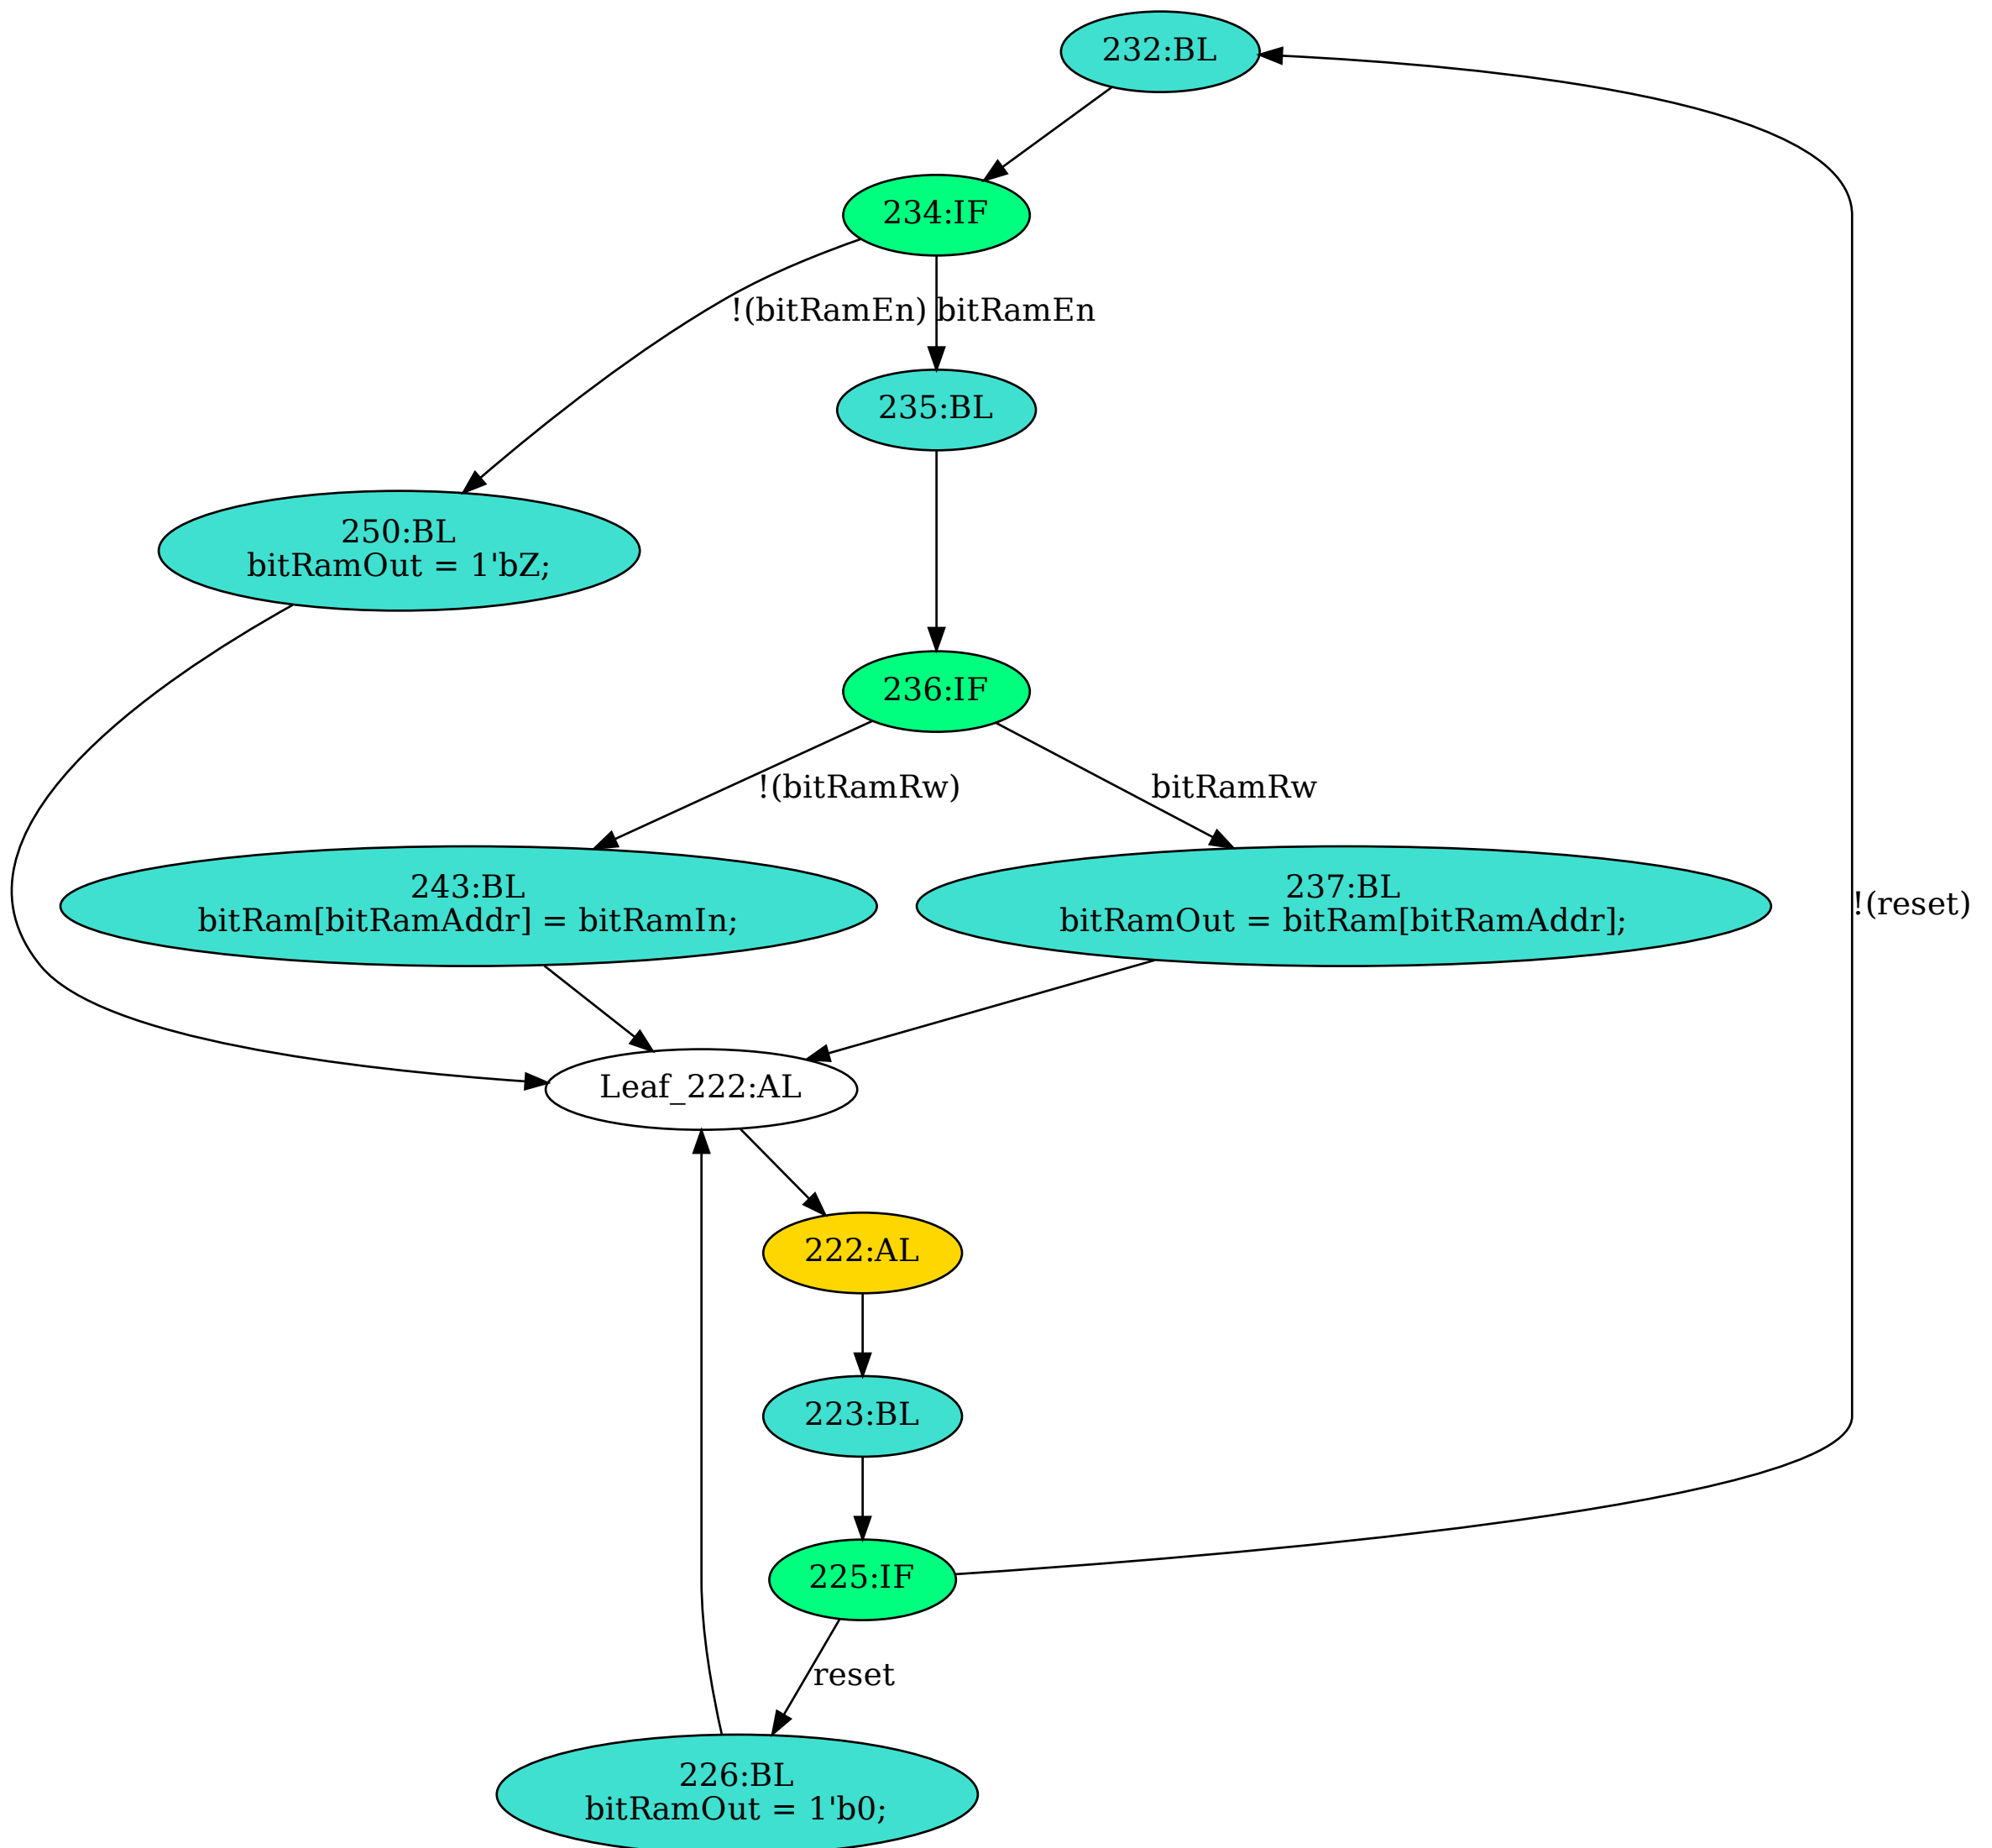 232:BL
234:IF
!(bitRamEn)
bitRamEn
235:BL
250:BL
bitRamOut = 1'bZ;
236:IF
!(bitRamRw)
bitRamRw
243:BL
bitRam[bitRamAddr] = bitRamIn;
237:BL
bitRamOut = bitRam[bitRamAddr];
!(reset)
Leaf_222:AL
222:AL
223:BL
225:IF
reset
226:BL
bitRamOut = 1'b0;